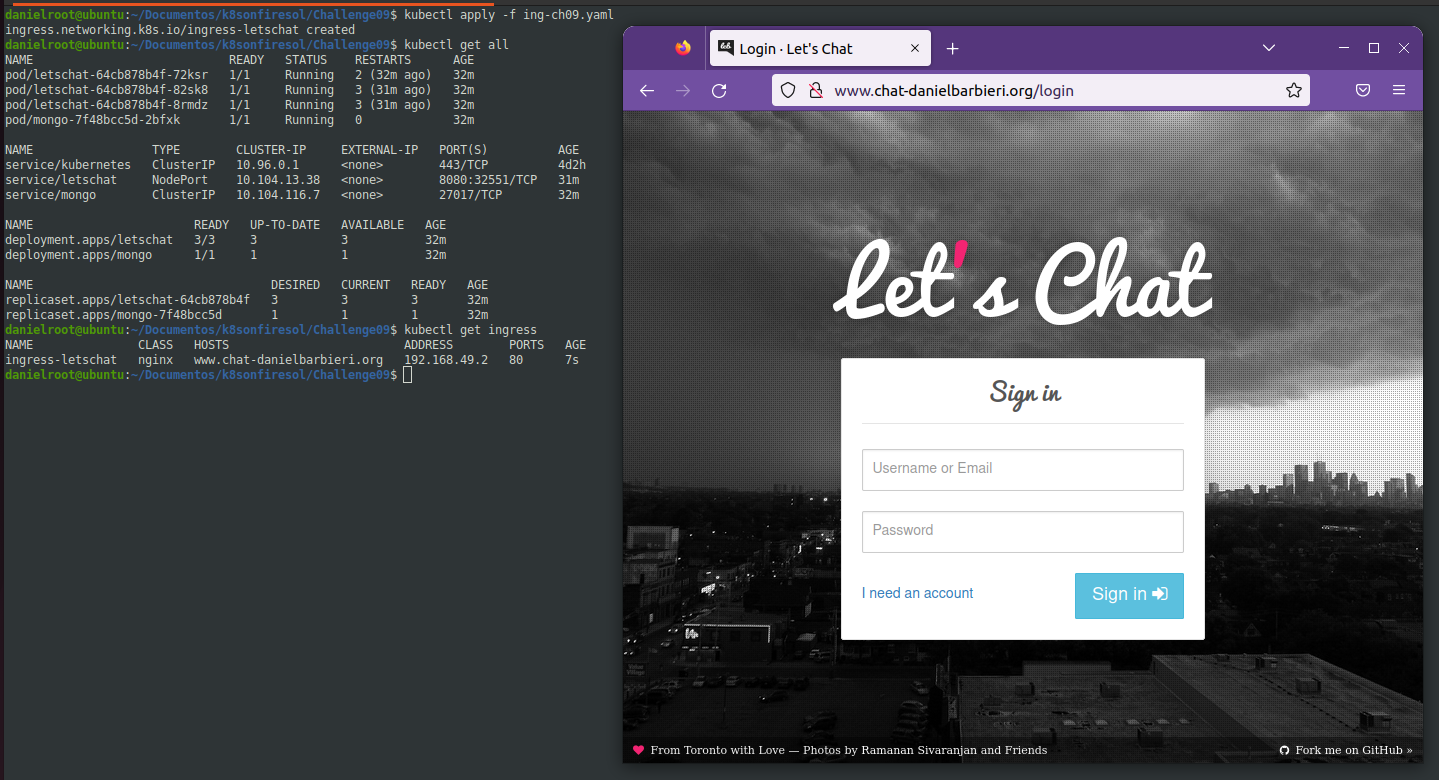 danielroot@ubuntu:~/Documentos/k8sonfiresol/Challenge09$ kubectl apply -f ing-ch09.yaml
ingress.networking.k8s.io/ingress-letschat created
danielroot@ubuntu:~/Documentos/k8sonfiresol/Challenge09$ kubectl get all
NAME READY STATUS RESTARTS AGE
pod/letschat-64cb878b4f-72ksr 1/1 Running 2 (32m ago) 32m
pod/letschat-64cb878b4f-82sk8 1/1 Running 3 (31m ago) 32m
pod/letschat-64cb878b4f-8rmdz 1/1 Running 3 (31m ago) 32m
pod/mongo-7f48bcc5d-2bfxk 1/1 Running 0 32m
NAME TYPE CLUSTER-IP EXTERNAL-IP PORT(S) AGE
service/kubernetes ClusterIP 10.96.0.1 <none> 443/TCP 4d2h
service/letschat NodePort 10.104.13.38 <none> 8080:32551/TCP 31m
service/mongo ClusterIP 10.104.116.7 <none> 27017/TCP 32m
NAME READY UP-TO-DATE AVAILABLE AGE
deployment.apps/letschat 3/3 3 3 32m
deployment.apps/mongo 1/1 1 1 32m
NAME DESIRED CURRENT READY AGE
replicaset.apps/letschat-64cb878b4f 3 3 3 32m
replicaset.apps/mongo-7f48bcc5d 1 1 1 32m
danielroot@ubuntu:~/Documentos/k8sonfiresol/Challenge09$ kubectl get ingress
NAME CLASS HOSTS ADDRESS PORTS AGE
ingress-letschat nginx www.chat-danielbarbieri.org 192.168.49.2 80 7s
danielroot@ubuntu:~/Documentos/k8sonfiresol/Challenge09$
Login · Let's Chat
www.chat-danielbarbieri.org/login
Let's Chat
Sign in
Username or Email
Password
I need an account
Sign in
From Toronto with Love — Photos by Ramanan Sivaranjan and Friends
Fork me on GitHub »